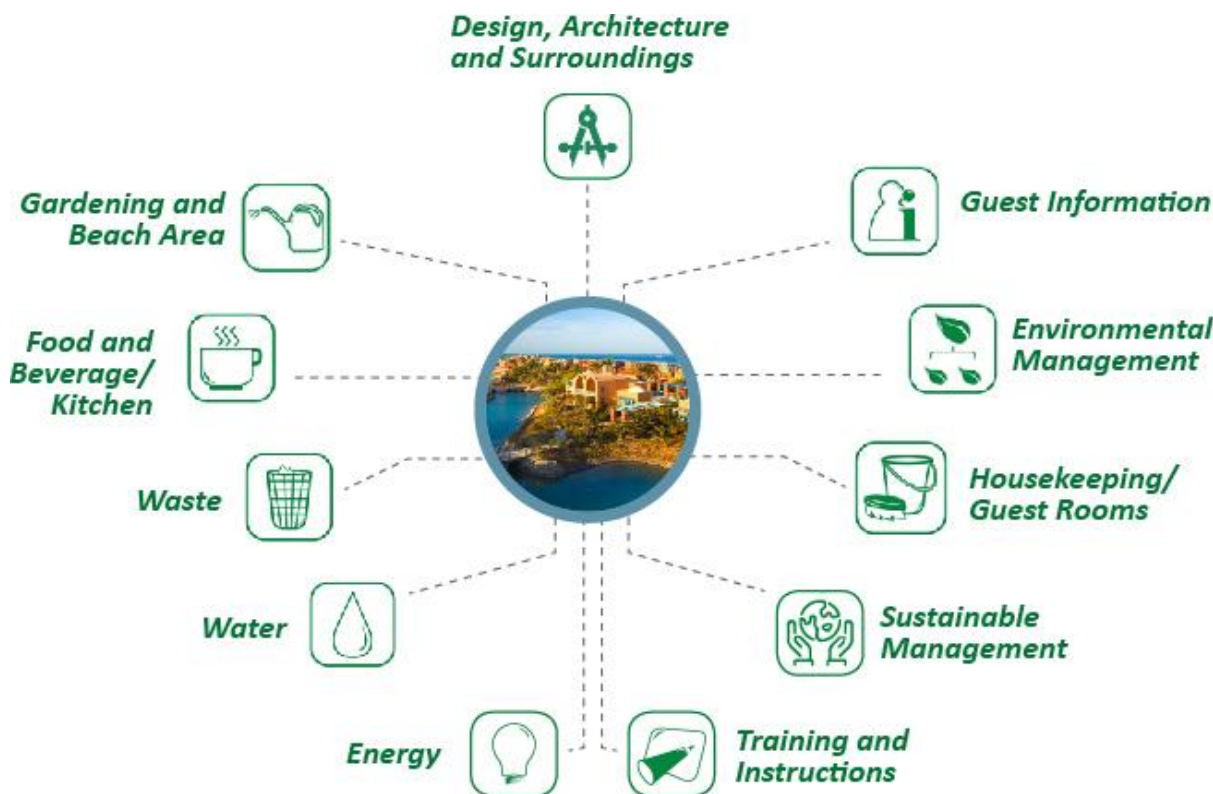 Design, Architecture
and Surroundings
Guest Information
Environmental
Management
Housekeeping/
Guest Rooms
Sustainable
Management
Training and
Instructions
Energy
Water
Waste
Food and
Beverage/
Kitchen
Gardening and
Beach Area